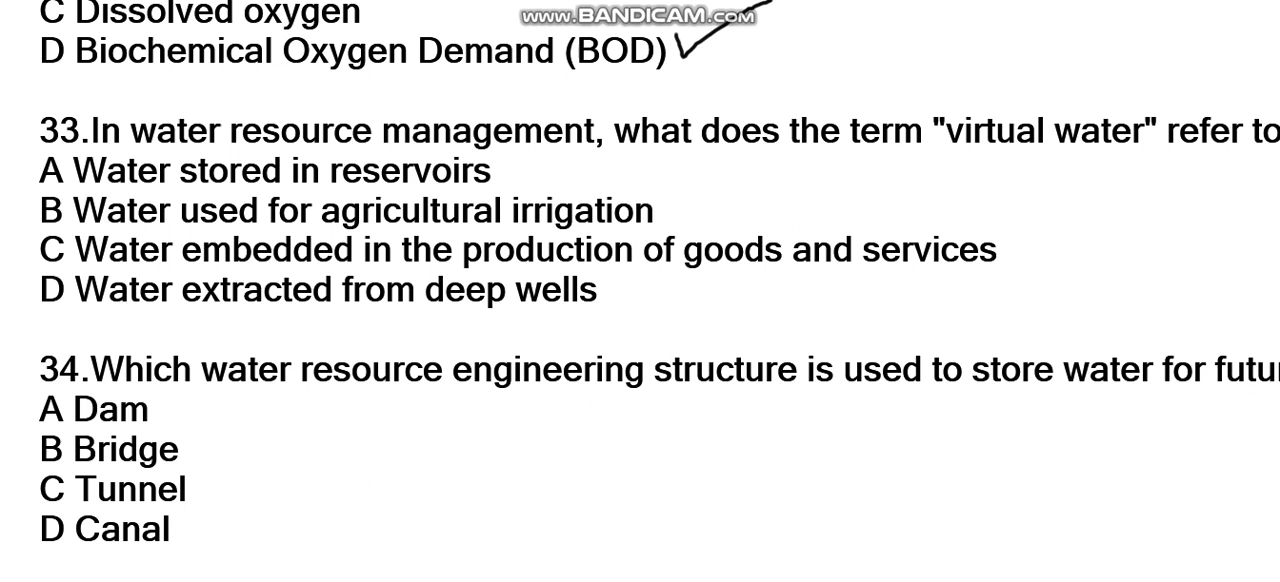 C Dissolved oxygen
WWW.BANDICAM.COM
D Biochemical Oxygen Demand (BOD)
33.In water resource management, what does the term "virtual water" refer to
A Water stored in reservoirs
B Water used for agricultural irrigation
C Water embedded in the production of goods and services
D Water extracted from deep wells
34.Which water resource engineering structure is used to store water for futu
A Dam
B Bridge
C Tunnel
D Canal